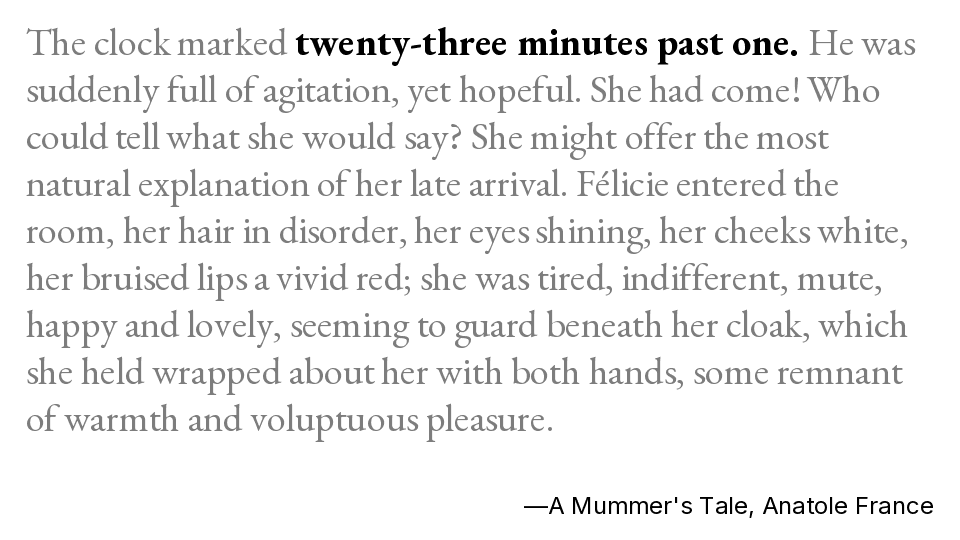 The clock marked twenty-three minutes past one. He was
suddenly full of agitation, yet hopeful. She had come! Who
could tell what she would say? She might offer the most
natural explanation of her late arrival. Félicie entered the
room, her hair in disorder, her eyes shining, her cheeks white,
her bruised lips a vivid red; she was tired, indifferent, mute,
happy and lovely, seeming to guard beneath her cloak, which
she held wrapped about her with both hands, some remnant
of warmth and voluptuous pleasure.
—A Mummer's Tale, Anatole France